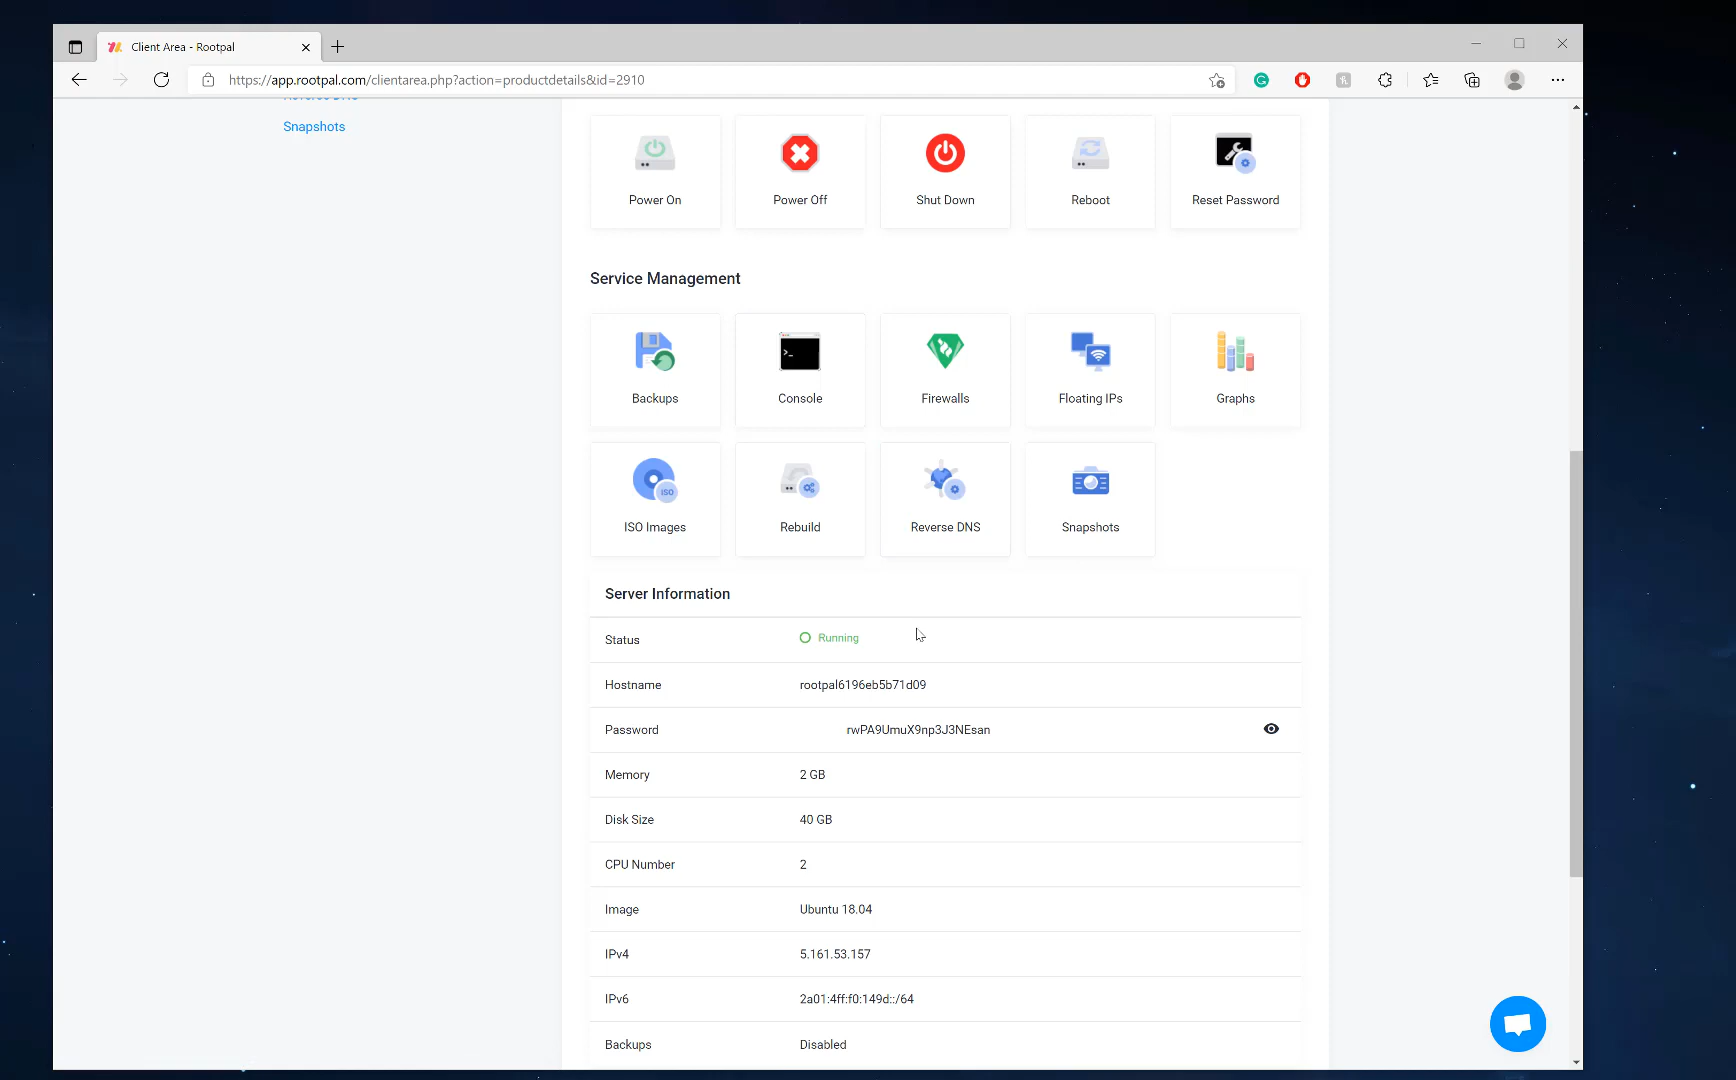 Client Area - Rootpal
https://app.rootpal.com/clientarea.php?action=productdetails&id=2910
Reverse DNS
Snapshots
Power On
Power Off
Shut Down
Reboot
Reset Password
Service Management
Backups
Console
Firewalls
Floating IPs
Graphs
ISO
ISO Images
Rebuild
Reverse DNS
Snapshots
Server Information
Status Running
Hostname rootpal6196eb5b71d09
Password rwPA9UmuX9np3J3NEsan
Memory 2 GB
Disk Size 40 GB
CPU Number 2
Image Ubuntu 18.04
IPv4 5.161.53.157
IPv6 2a01:4ff:f0:149d::/64
Backups Disabled